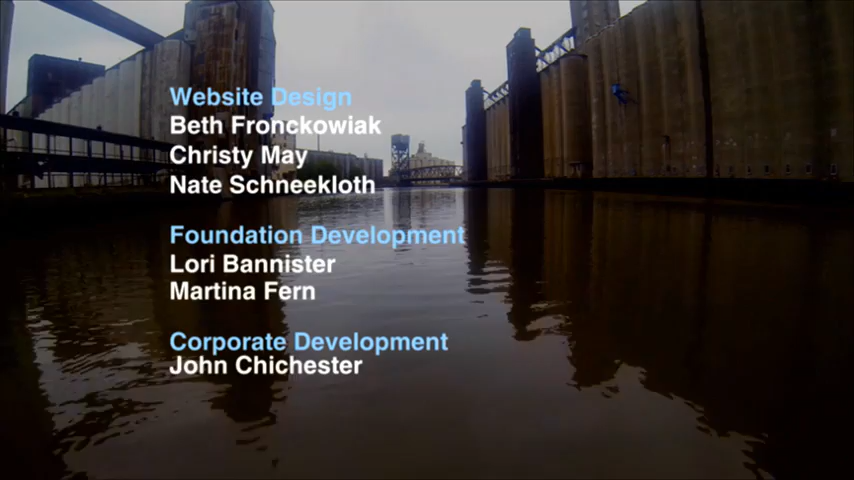 Website Design
Beth Fronckowiak
Christy May
Nate Schneekloth
Foundation Development
Lori Bannister
Martina Fern
Corporate Development
John Chichester